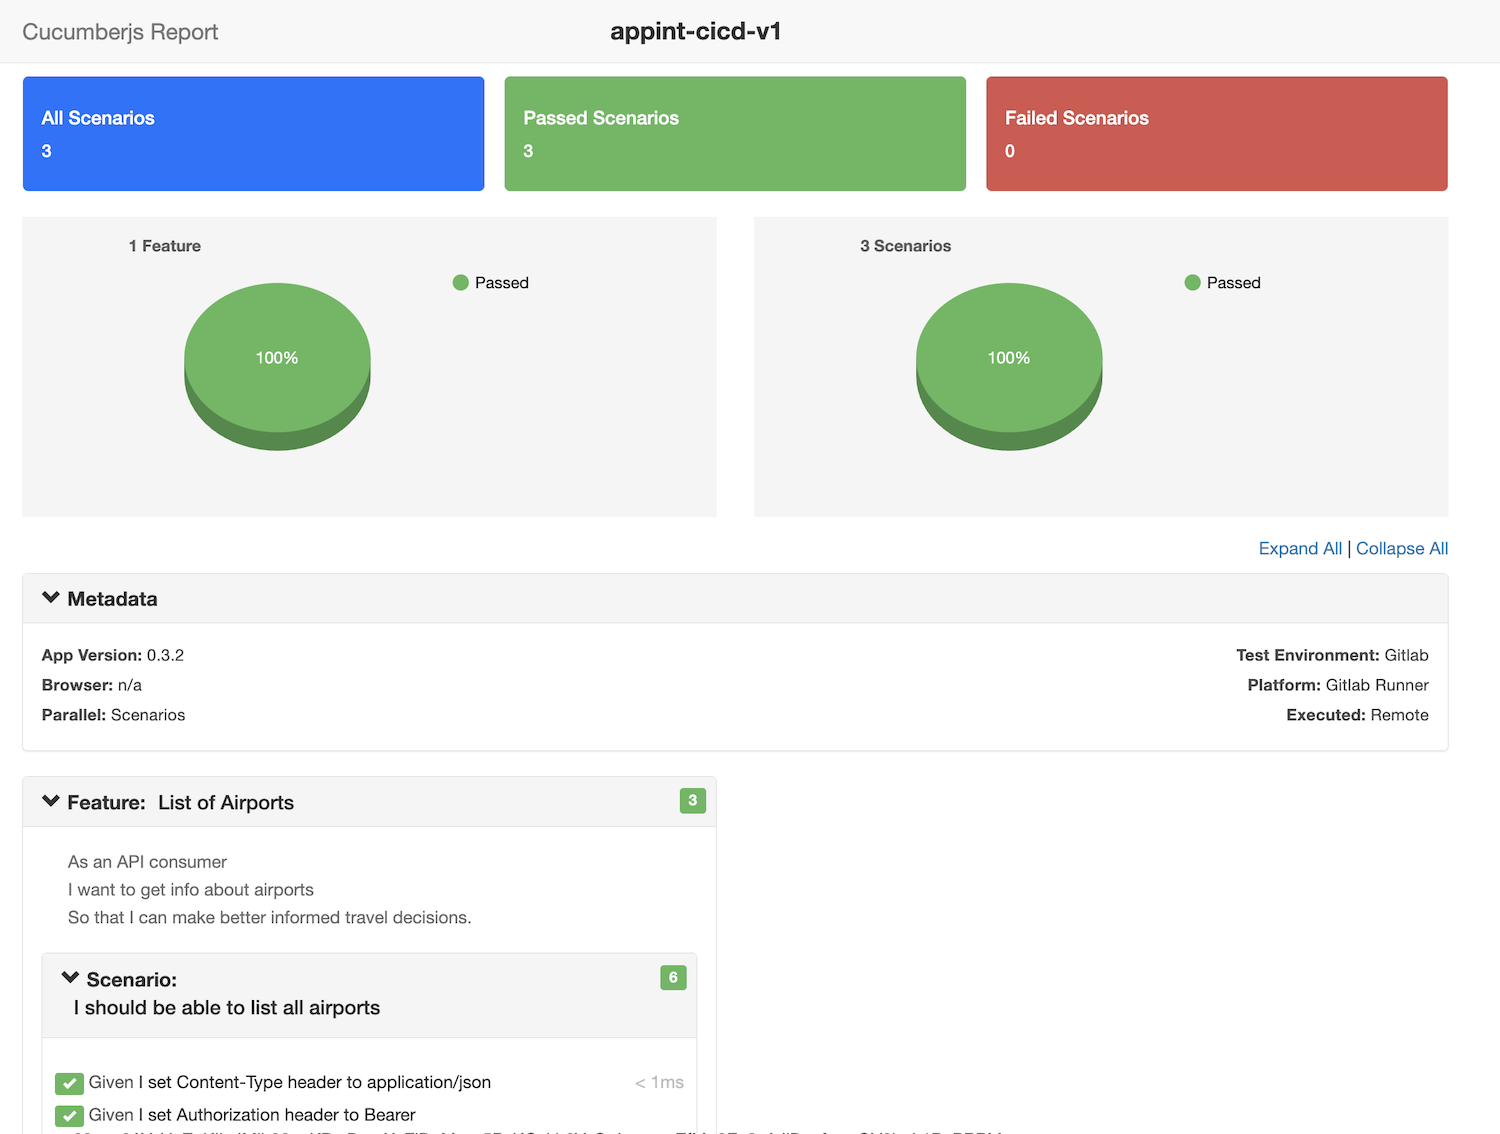 Cucumberjs Report
appint-cicd-v1
All Scenarios
3
Passed Scenarios
3
Failed Scenarios
0
1 Feature
Passed
100%
3 Scenarios
Passed
100%
Expand All | Collapse All
Metadata
App Version: 0.3.2
Browser: n/a
Parallel: Scenarios
Test Environment: Gitlab
Platform: Gitlab Runner
Executed: Remote
Feature: List of Airports
3
As an API consumer
I want to get info about airports
So that I can make better informed travel decisions.
Scenario:
6
I should be able to list all airports
Given I set Content-Type header to application/json
< 1ms
Given I set Authorization header to Bearer